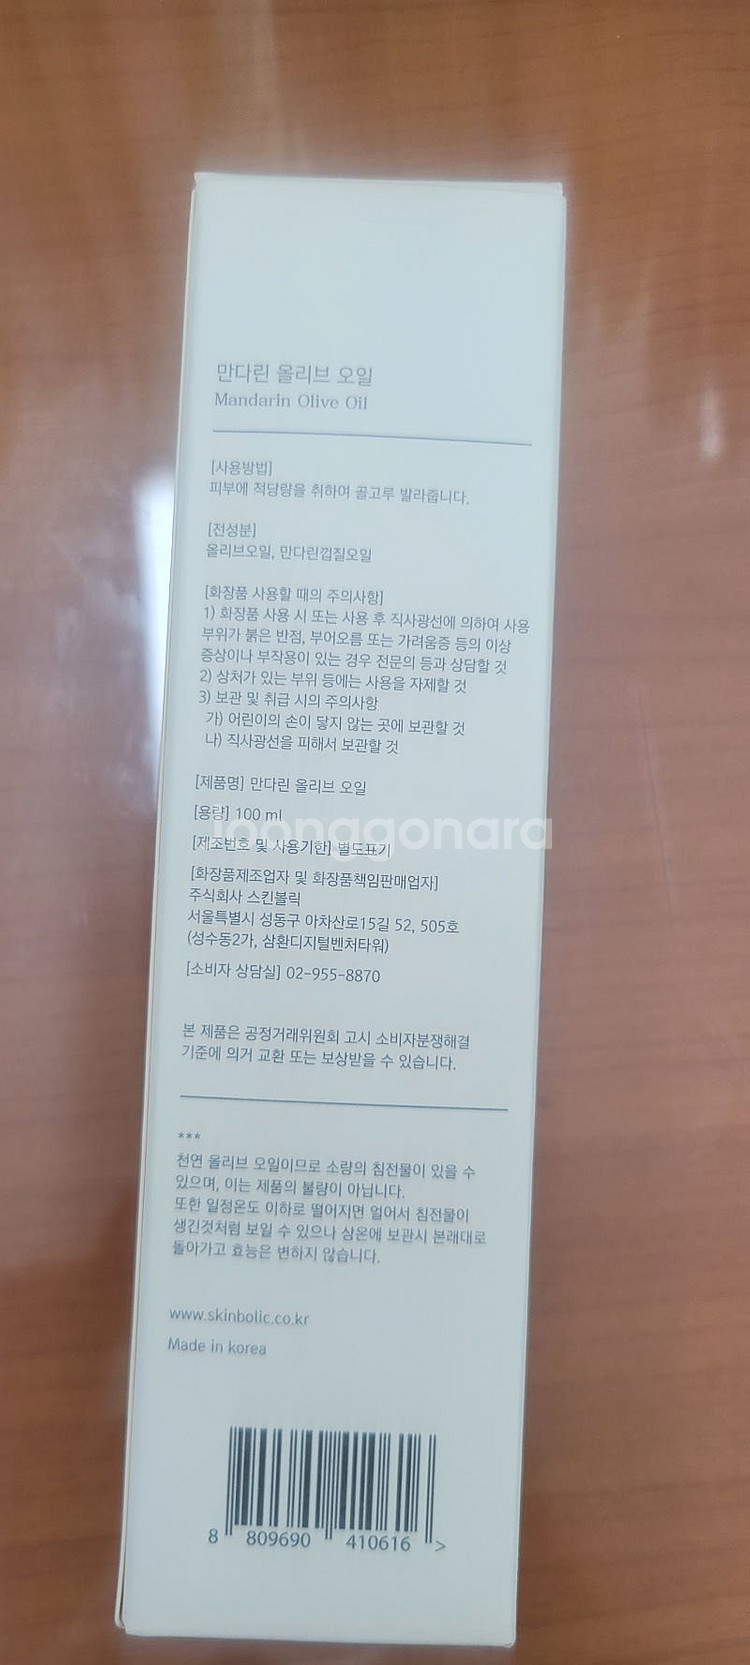 만다린 올리브 오일
Mandarin Olive Oil
[사용방법]
피부에 적당량을 취하여 골고루 발라줍니다.
[전성분]
올리브오일, 만다린껍질오일
[화장품 사용할 때의 주의사항]
1) 화장품 사용 시 또는 사용 후 직사광선에 의하여 사용
부위가 붉은 반점, 부어오름 또는 가려움증 등의 이상
증상이나 부작용이 있는 경우 전문의 등과 상담할 것
2) 상처가 있는 부위 등에는 사용을 자제할 것
3) 보관 및 취급 시의 주의사항
가) 어린이의 손이 닿지 않는 곳에 보관할 것
나) 직사광선을 피해서 보관할 것
[제품명] 만다린 올리브 오일
[용량] 100 ml
joonggonara
[제조번호 및 사용기한] 별도표기
[화장품제조업자 및 화장품책임판매업자]
주식회사 스킨볼릭
서울특별시 성동구 아차산로15길 52, 505호
(성수동2가, 삼환디지털벤처타워)
[소비자 상담실] 02-955-8870
본 제품은 공정거래위원회 고시 소비자분쟁해결
기준에 의거 교환 또는 보상받을 수 있습니다.
***
천연 올리브 오일이므로 소량의 침전물이 있을 수
있으며, 이는 제품의 불량이 아닙니다.
또한 일정온도 이하로 떨어지면 얼어서 침전물이
생긴것처럼 보일 수 있으나 상온에 보관시 본래대로
돌아가고 효능은 변하지 않습니다.
www.skinbolic.co.kr
Made in korea
8 809690 410616 >